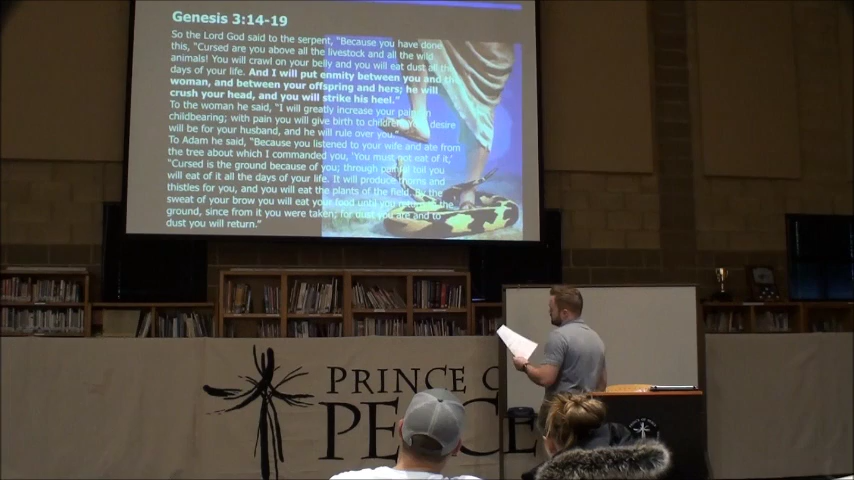 Genesis 3:14-19
So the Lord God said to the serpent, "Because you have done
this, "Cursed are you above all the livestock and all the wild
animals! You will crawl on your belly and you will eat dust all the
days of your life. And I will put enmity between you and the
woman, and between your offspring and hers; he will
crush your head, and you will strike his heel."
To the woman he said, "I will greatly increase your pains in
childbearing; with pain you will give birth to children. Your desire
will be for your husband, and he will rule over you."
To Adam he said, "Because you listened to your wife and ate from
the tree about which I commanded you, 'You must not eat of it,'
"Cursed is the ground because of you; through painful toil you
will eat of it all the days of your life. It will produce thorns and
thistles for you, and you will eat the plants of the field. By the
sweat of your brow you will eat your food until you return to the
ground, since from it you were taken; for dust you are and to
dust you will return."
PRINCE O
PEACE